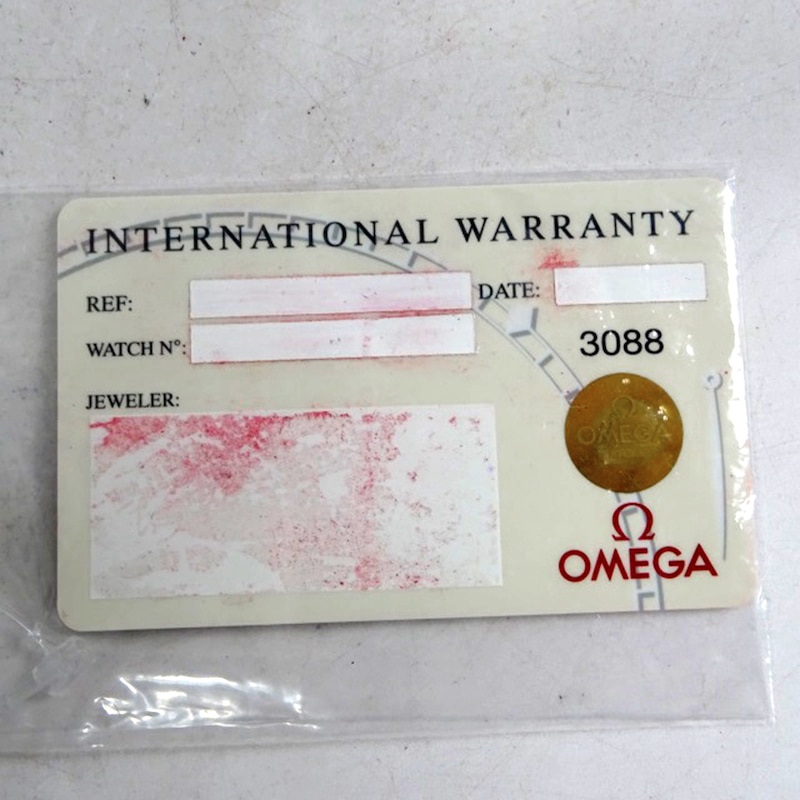 INTERNATIONAL WARRANTY
REF:
DATE:
WATCH N°:
3088
JEWELER:
Ω
OMEGA
Ω
OMEGA